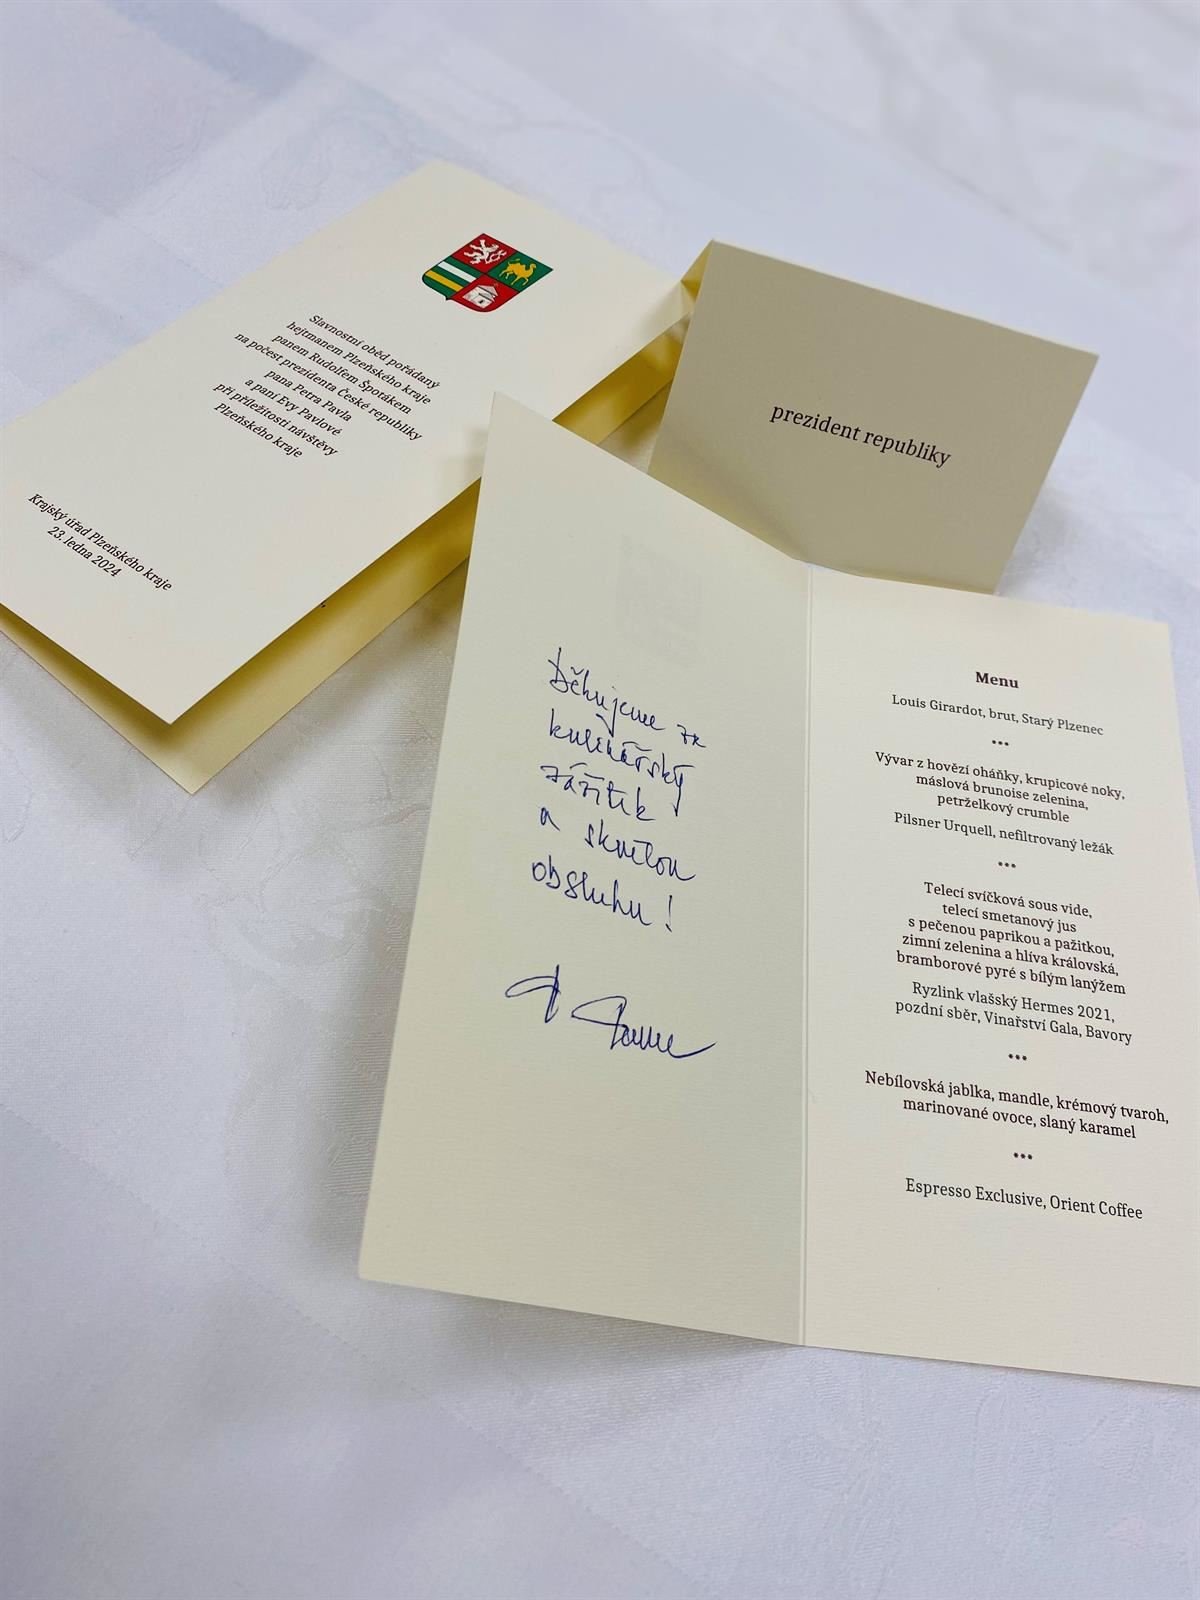 Slavnostní oběd pořádaný
hejtmanem Plzeňského kraje
panem Rudolfem Špotákem
na počest prezidenta České republiky
pana Petra Pavla
a paní Evy Pavlové
při příležitosti návštěvy
Plzeňského kraje
Krajský úřad Plzeňského kraje
23. ledna 2024
prezident republiky
Děkujeme za
kulinářský
zážitek
a skvělou
obsluhu!
Menu
Louis Girardot, brut, Starý Plzenec
•••
Vývar z hovězí oháňky, krupicové noky,
máslová brunoise zelenina,
petrželkový crumble
Pilsner Urquell, nefiltrovaný ležák
•••
Telecí svíčková sous vide,
telecí smetanový jus
s pečenou paprikou a pažitkou,
zimní zelenina a hlíva královská,
bramborové pyré s bílým lanýžem
Ryzlink vlašský Hermes 2021,
pozdní sběr, Vinařství Gala, Bavory
•••
Nebílovská jablka, mandle, krémový tvaroh,
marinované ovoce, slaný karamel
•••
Espresso Exclusive, Orient Coffee